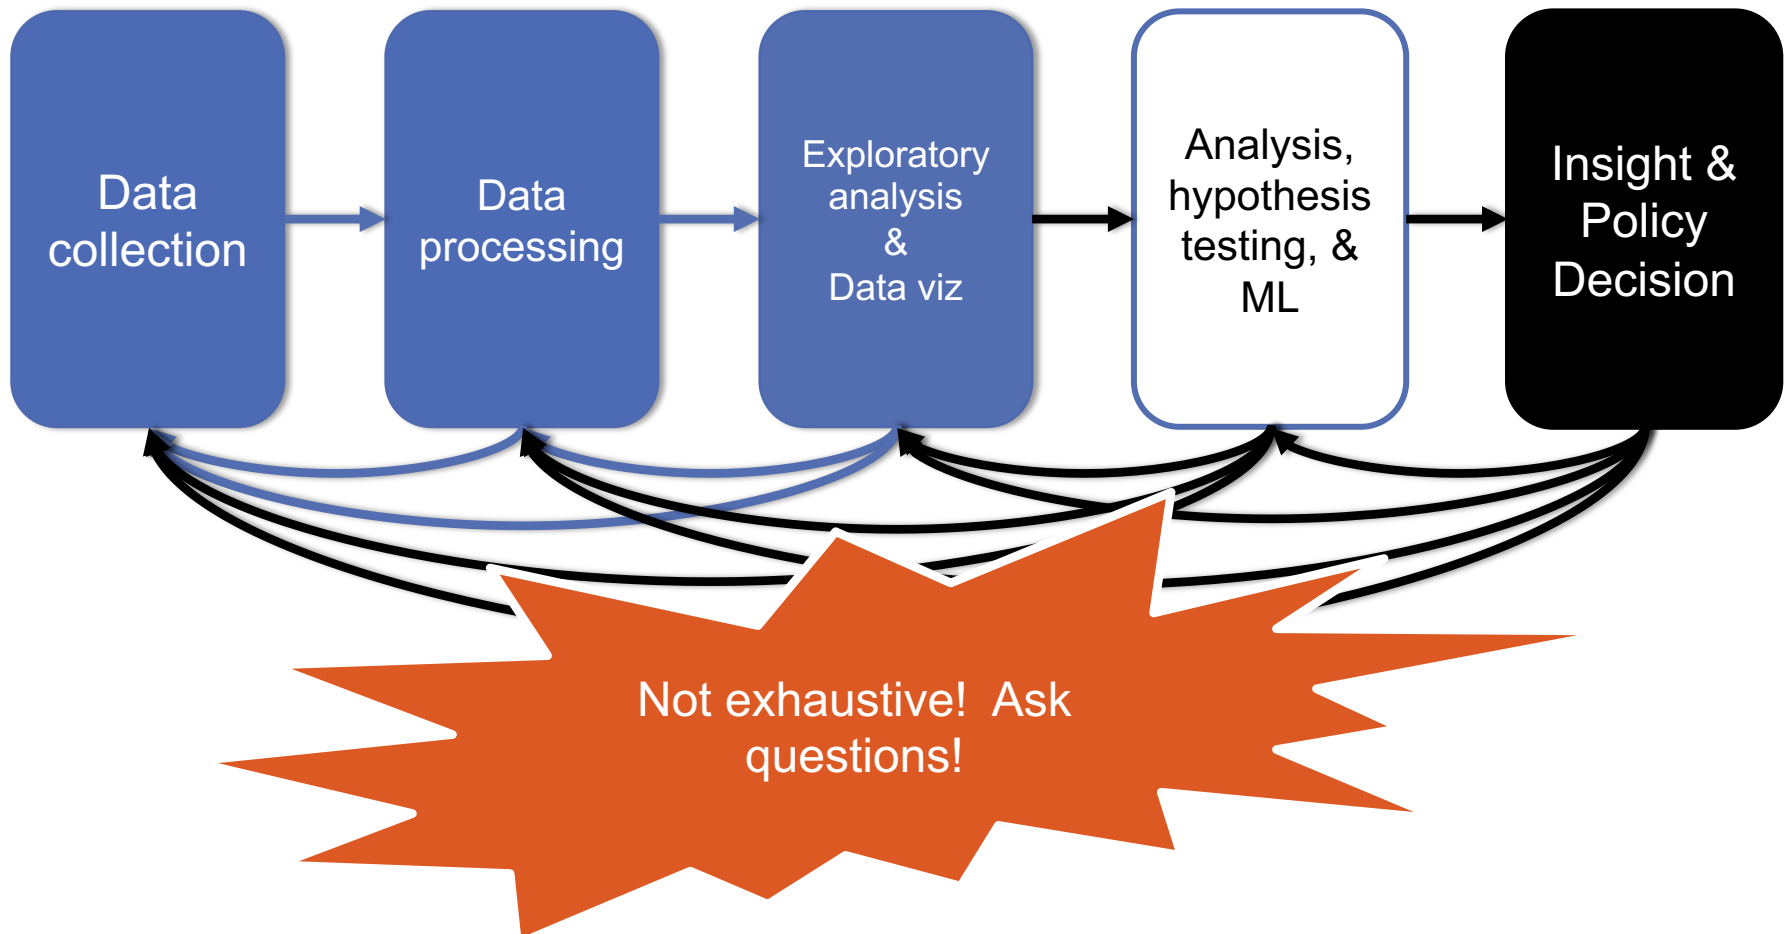 Data
collection
Data
processing
Exploratory
analysis
&
Data viz
Analysis,
hypothesis
testing, &
ML
Insight &
Policy
Decision
Not exhaustive!  Ask
questions!